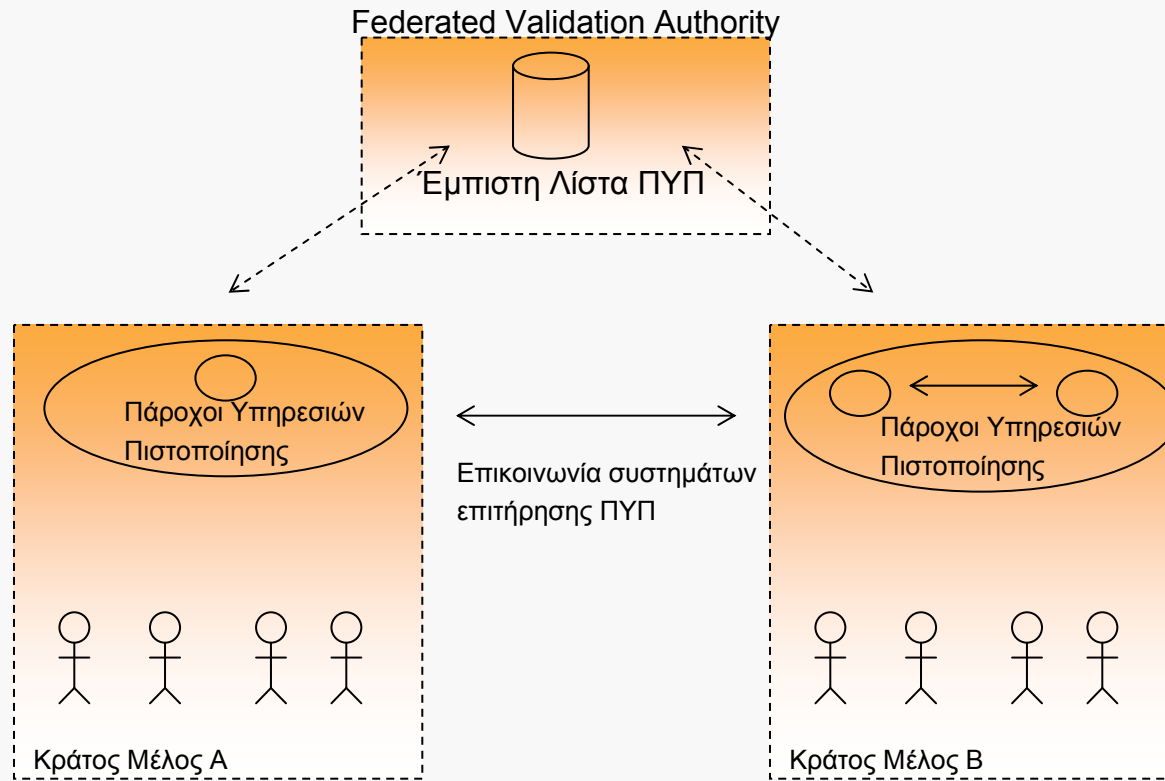 Federated Validation Authority
Έμπιστη Λίστα ΠΥΠ
Πάροχοι Υπηρεσιών
Πιστοποίησης
Επικοινωνία συστημάτων
επιτήρησης ΠΥΠ
Πάροχοι Υπηρεσιών
Πιστοποίησης
Κράτος Μέλος Α
Κράτος Μέλος Β